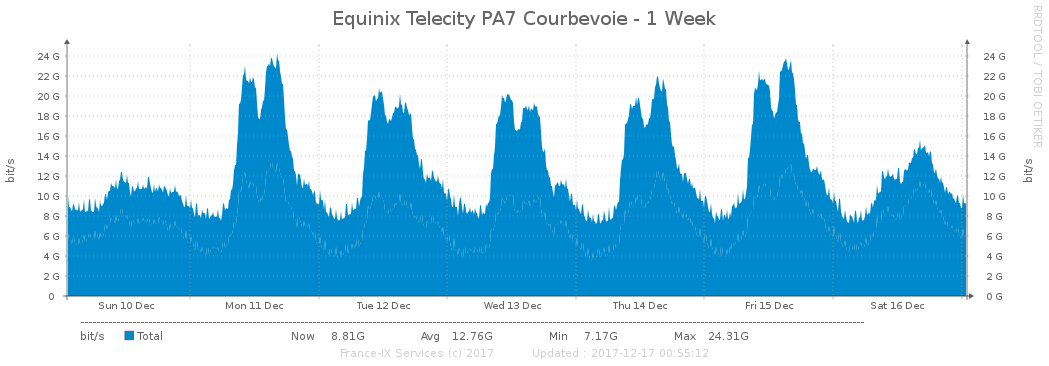 Equinix Telecity PA7 Courbevoie - 1 Week
RRDTOOL / TOBI OETIKER
bit/s
24 G 24 G
22 G 22 G
20 G 20 G
18 G 18 G
16 G 16 G
14 G 14 G
12 G 12 G
10 G 10 G
8 G 8 G
6 G 6 G
4 G 4 G
2 G 2 G
0 0 G
bit/s
Sun 10 Dec Mon 11 Dec Tue 12 Dec Wed 13 Dec Thu 14 Dec Fri 15 Dec Sat 16 Dec
bit/s Total Now 8.81G Avg 12.76G Min 7.17G Max 24.31G
France-IX Services (c) 2017 Updated : 2017-12-17 00:55:12